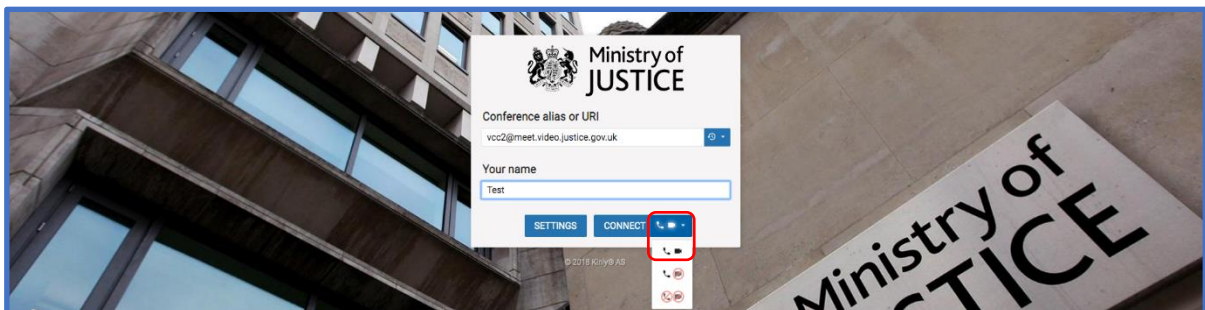 Ministry of
JUSTICE
Conference alias or URI
vcc2@meet.video.justice.gov.uk
Your name
Test
SETTINGS CONNECT
© 2018 Kinly® AS
Ministry of
STICE